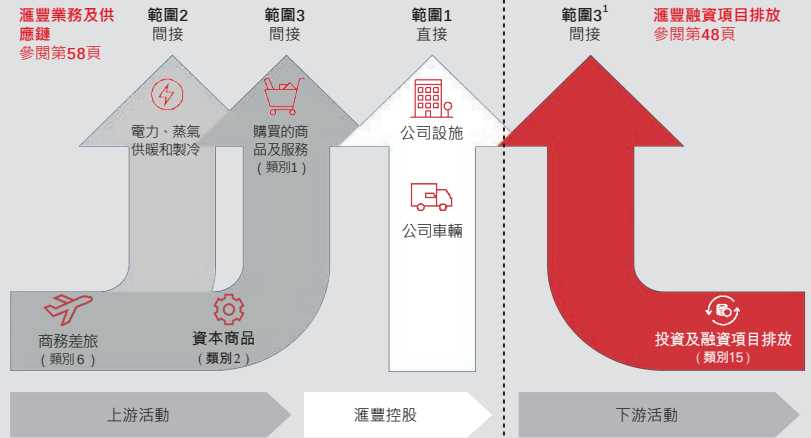 滙豐業務及供
應鏈
參閱第58頁
範圍2
間接
範圍3
間接
範圍1
直接
範圍3¹
間接
滙豐融資項目排放
參閱第48頁
電力、蒸氣
供暖和製冷
購買的商
品及服務
(類別1)
公司設施
公司車輛
商務差旅
(類別6)
資本商品
(類別2)
投資及融資項目排放
(類別15)
上游活動
滙豐控股
下游活動